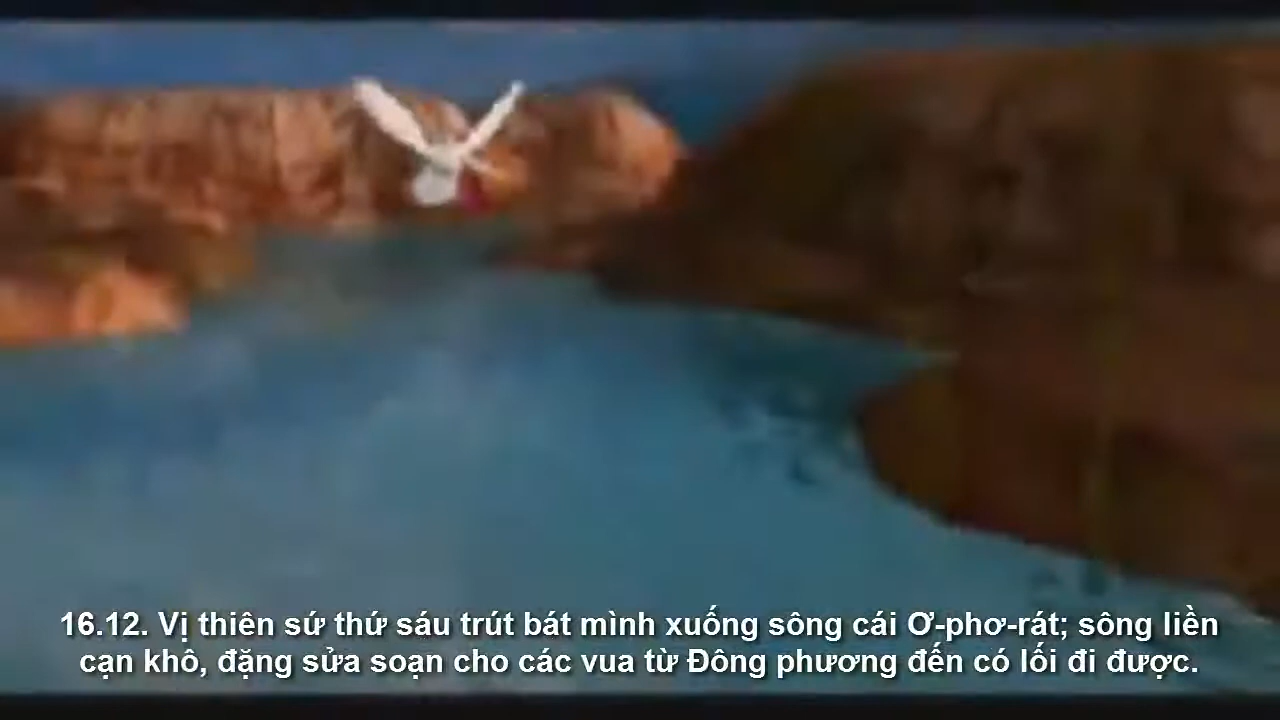 16.12. Vị thiên sứ thứ sáu trút bát mình xuống sông cái Ơ-phơ-rát; sông liền
cạn khô, đặng sửa soạn cho các vua từ Đông phương đến có lối đi được.